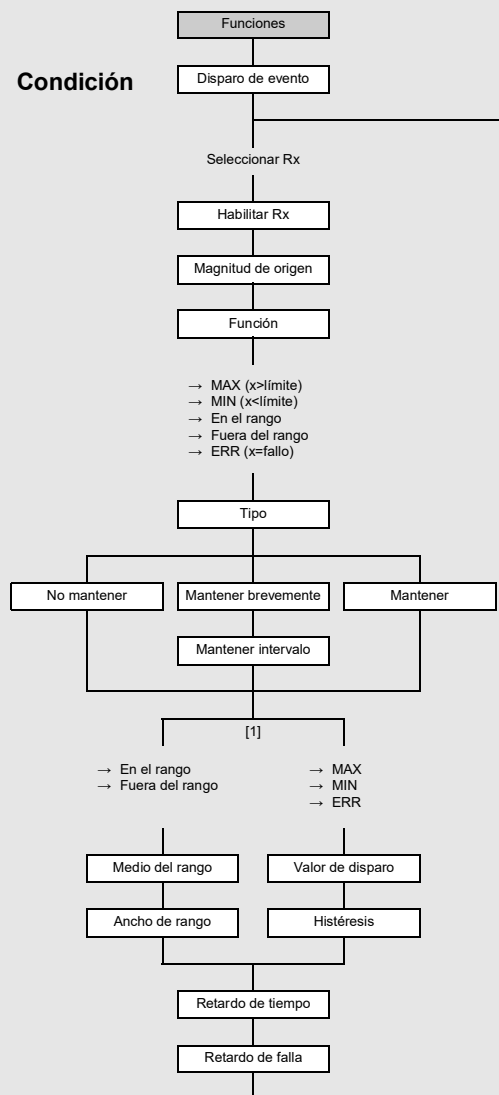 Funciones
Condición
Disparo de evento
Seleccionar Rx
Habilitar Rx
Magnitud de origen
Función
→ MAX (x>límite)
→ MIN (x<límite)
→ En el rango
→ Fuera del rango
→ ERR (x=fallo)
Tipo
No mantener
Mantener brevemente
Mantener
Mantener intervalo
[1]
→ En el rango
→ Fuera del rango
→ MAX
→ MIN
→ ERR
Medio del rango
Valor de disparo
Ancho de rango
Histéresis
Retardo de tiempo
Retardo de falla